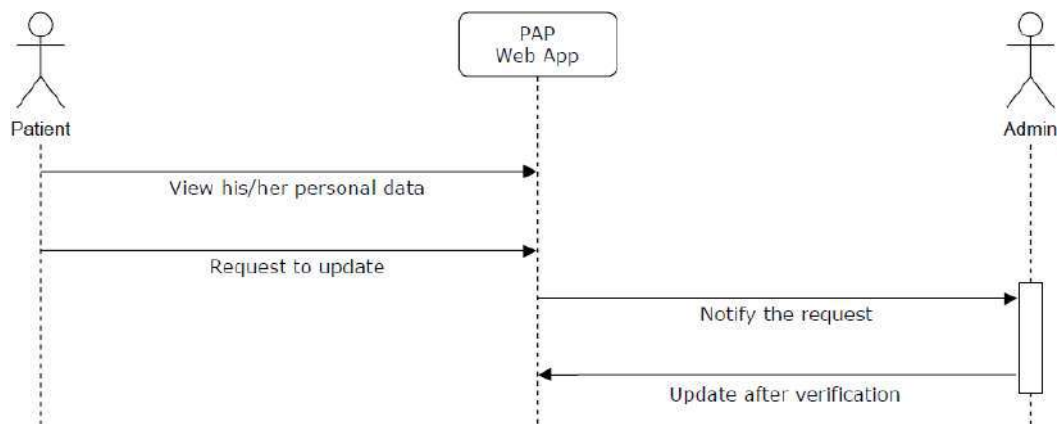 PAP
Web App
Patient
Admin
View his/her personal data
Request to update
Notify the request
Update after verification